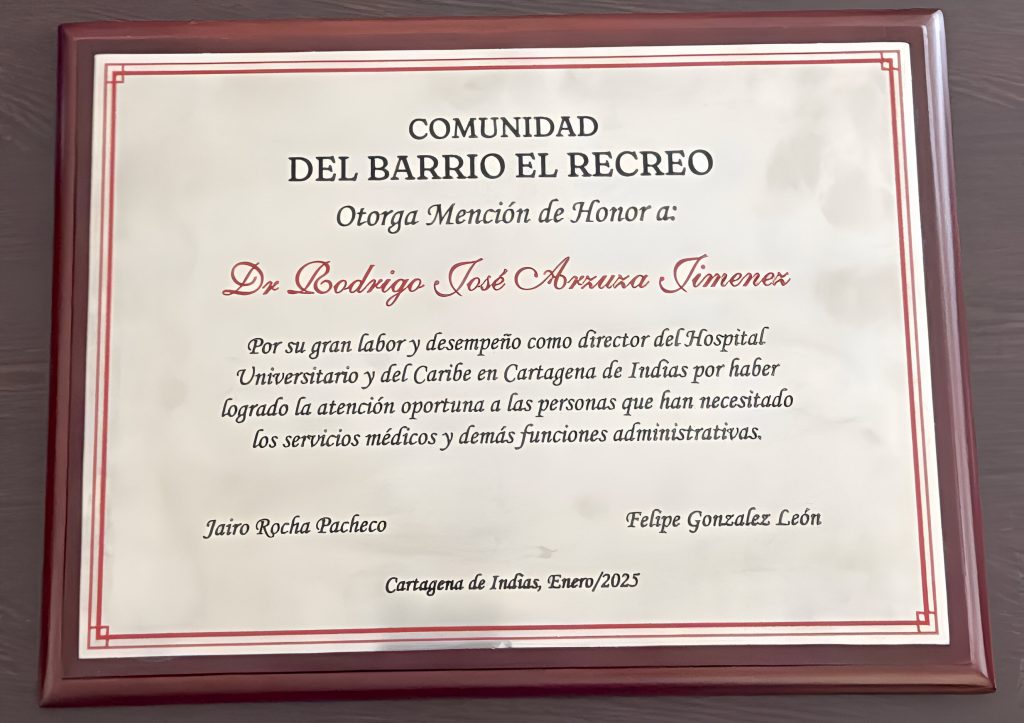 COMUNIDAD
DEL BARRIO EL RECREO
Otorga Mención de Honor a:
Dr Rodrigo José Arzuza Jimenez
Por su gran labor y desempeño como director del Hospital
Universitario y del Caribe en Cartagena de Indias por haber
logrado la atención oportuna a las personas que han necesitado
los servicios médicos y demás funciones administrativas.
Jairo Rocha Pacheco
Felipe Gonzalez León
Cartagena de Indias, Enero/2025